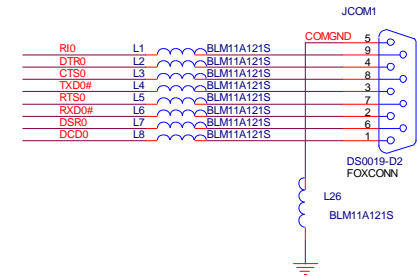 JCOM1
COMGND 5
RI0 L1 BLM11A121S 9
DTR0 L2 BLM11A121S 4
CTS0 L3 BLM11A121S 8
TXD0# L4 BLM11A121S 3
RTS0 L5 BLM11A121S 7
RXD0# L6 BLM11A121S 2
DSR0 L7 BLM11A121S 6
DCD0 L8 BLM11A121S 1
DS0019-D2
FOXCONN
L26
BLM11A121S